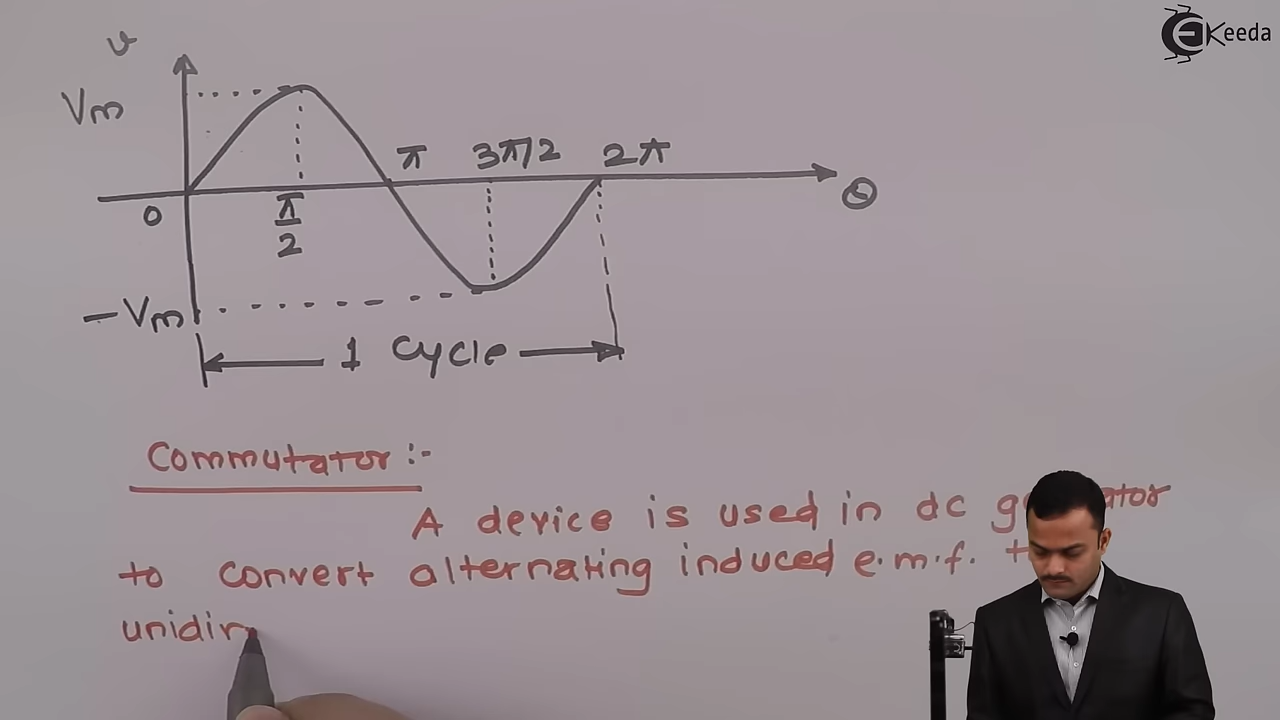 Keeda
v
Vm
π 3π/2 2π
0
π/2
θ
-Vm
1 Cycle
Commutator :-
A device is used in dc
to convert alternating induced e.m.f.
unidir